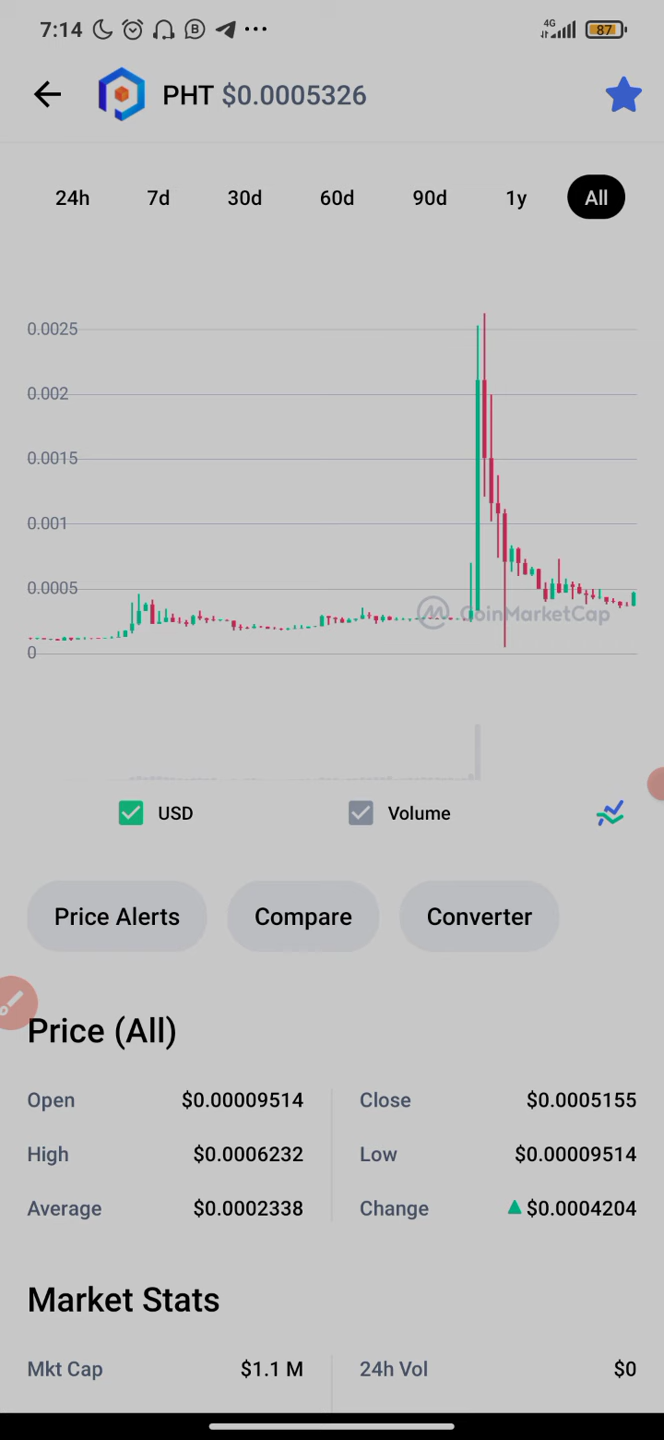 7:14 B 4G 87
PHT $0.0005326
24h 7d 30d 60d 90d 1y All
0.0025
0.002
0.0015
0.001
0.0005
CoinMarketCap
0
USD Volume
Price Alerts Compare Converter
Price (All)
Open $0.00009514 Close $0.0005155
High $0.0006232 Low $0.00009514
Average $0.0002338 Change ▲ $0.0004204
Market Stats
Mkt Cap $1.1 M 24h Vol $0